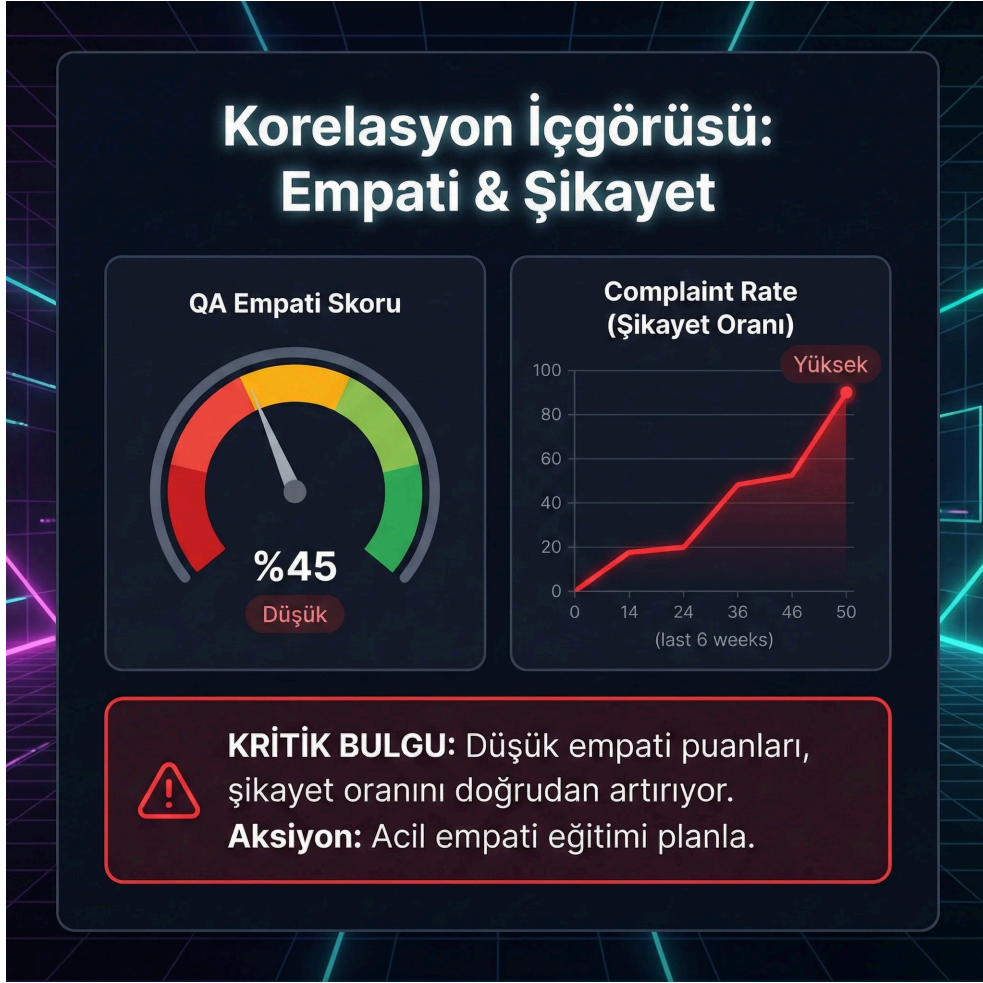 Korelasyon İçgörüsü:
Empati & Şikayet
QA Empati Skoru
%45
Düşük
Complaint Rate
(Şikayet Oranı)
Yüksek
100
80
60
40
20
0
0 14 24 36 46 50
(last 6 weeks)
KRİTİK BULGU: Düşük empati puanları,
şikayet oranını doğrudan artırıyor.
Aksiyon: Acil empati eğitimi planla.